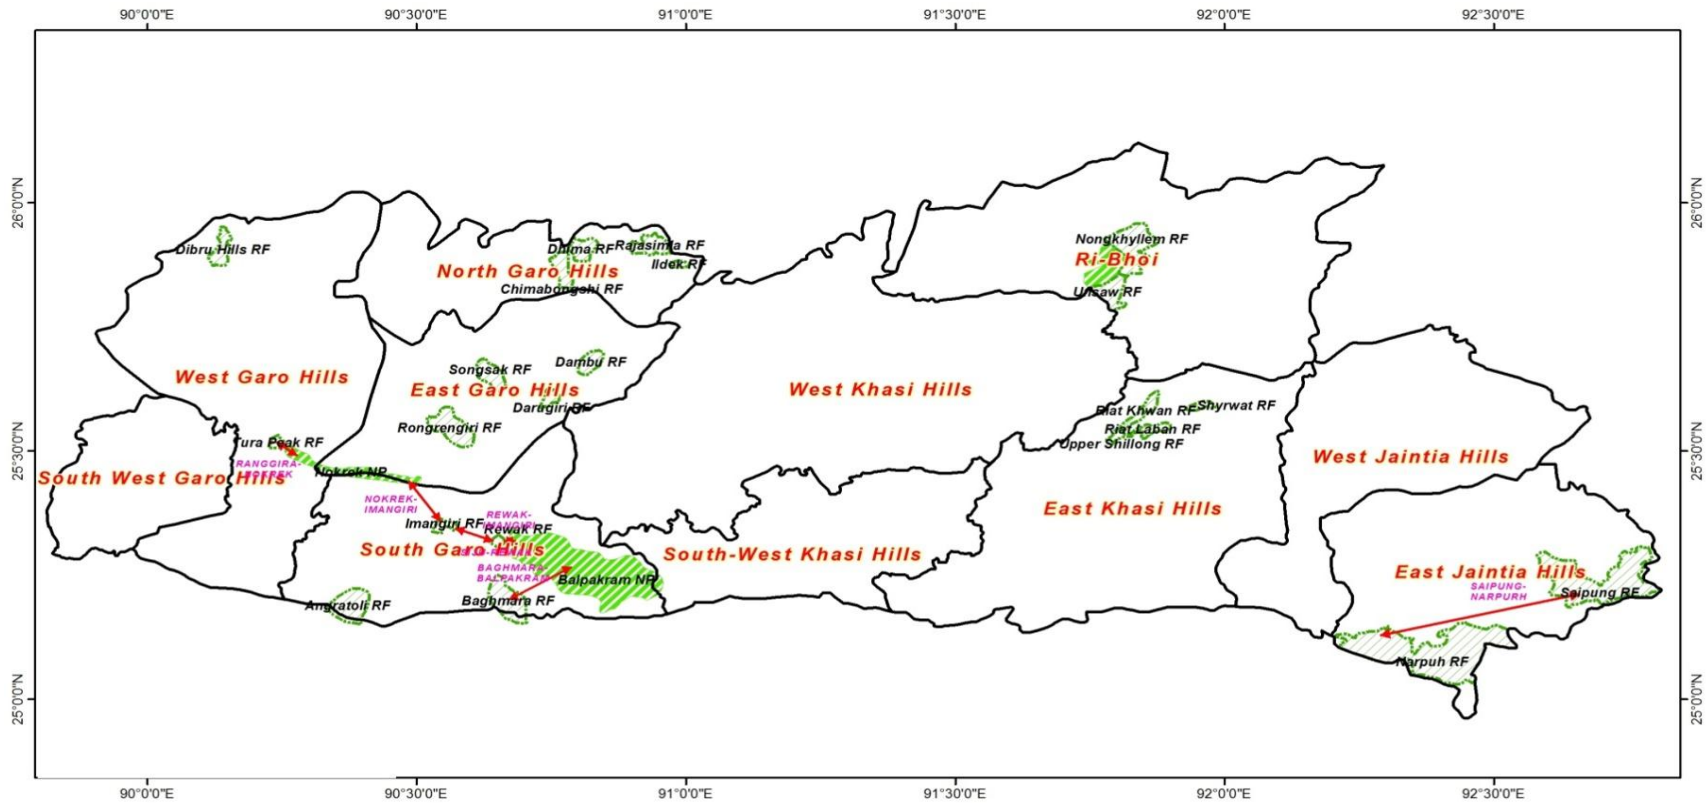 90°0'0"E 90°30'0"E 91°0'0"E 91°30'0"E 92°0'0"E 92°30'0"E
26°0'0"N
26°0'0"N
Nongkhyllem RF
Dibru Hills RF
Dhima RF
Rajasimla RF
Ildek RF
Ri-Bhoi
North Garo Hills
Chimabongshi RF
Umsaw RF
Songsak RF
Dambu RF
West Garo Hills
East Garo Hills
West Khasi Hills
Darugiri RF
Riat Khwan RF
Shyrwat RF
Rongrengiri RF
Riat Laban RF
Upper Shillong RF
Tura Peak RF
25°30'0"N
25°30'0"N
West Jaintia Hills
RANGGIRA-
NOKREK
Nokrek NP
South West Garo Hills
NOKREK-
IMANGIRI
East Khasi Hills
REWAK-
IMANGIRI
Imangiri RF
Rewak RF
South Garo Hills
South-West Khasi Hills
BAGHMARA-
BALPAKRAM
Balpakram NP
East Jaintia Hills
SAIPUNG-
NARPURH
Saipung RF
Angratoli RF
Baghmara RF
Narpuh RF
25°0'0"N
25°0'0"N
90°0'0"E 90°30'0"E 91°0'0"E 91°30'0"E 92°0'0"E 92°30'0"E